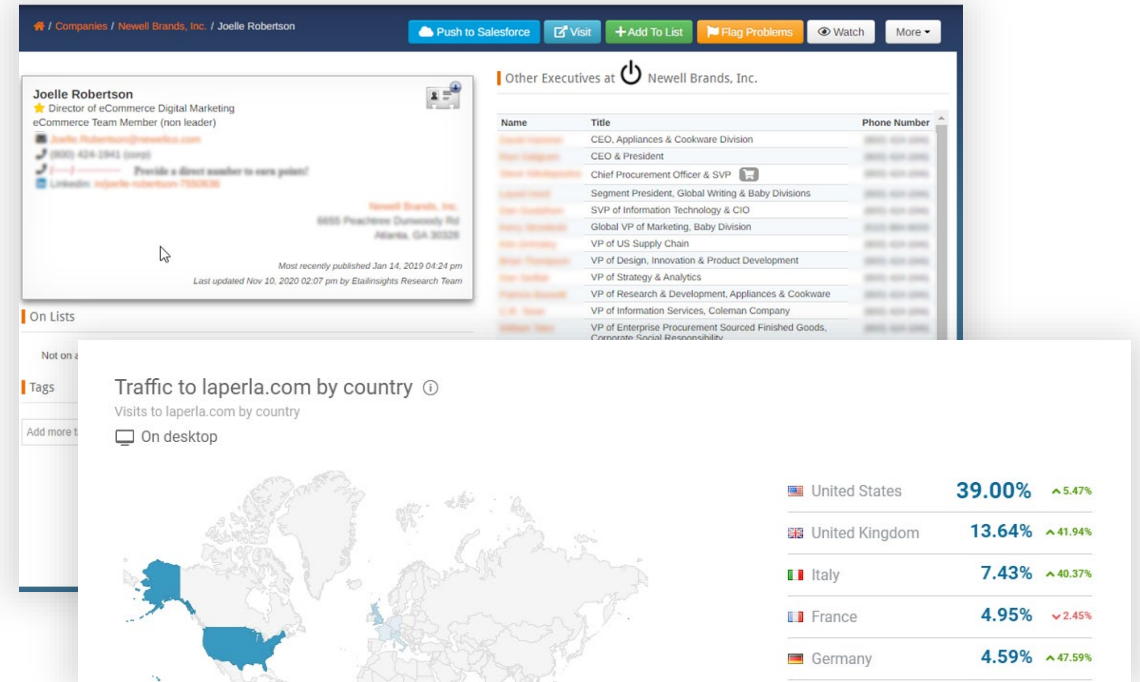 / Companies / Newell Brands, Inc. / Joelle Robertson
Push to Salesforce
Visit
Add To List
Flag Problems
Watch
More
Joelle Robertson
Director of eCommerce Digital Marketing
eCommerce Team Member (non leader)
Joelle.Robertson@newellco.com
(800) 424-1941 (corp)
Provide a direct number to earn points!
Newell Brands, Inc.
6655 Peachtree Dunwoody Rd
Atlanta, GA 30328
Most recently published Jan 14, 2019 04:24 pm
Last updated Nov 10, 2020 02:07 pm by Etailinsights Research Team
On Lists
Not on a
Tags
Add more t
Other Executives at Newell Brands, Inc.
Name Title Phone Number
CEO, Appliances & Cookware Division
CEO & President
Chief Procurement Officer & SVP
Segment President, Global Writing & Baby Divisions
SVP of Information Technology & CIO
Global VP of Marketing, Baby Division
VP of US Supply Chain
VP of Design, Innovation & Product Development
VP of Strategy & Analytics
VP of Research & Development, Appliances & Cookware
VP of Information Services, Coleman Company
VP of Enterprise Procurement Sourced Finished Goods,
Corporate Social Responsibility
Traffic to laperla.com by country
Visits to laperla.com by country
On desktop
United States 39.00% 5.47%
United Kingdom 13.64% 41.94%
Italy 7.43% 40.37%
France 4.95% 2.45%
Germany 4.59% 47.59%